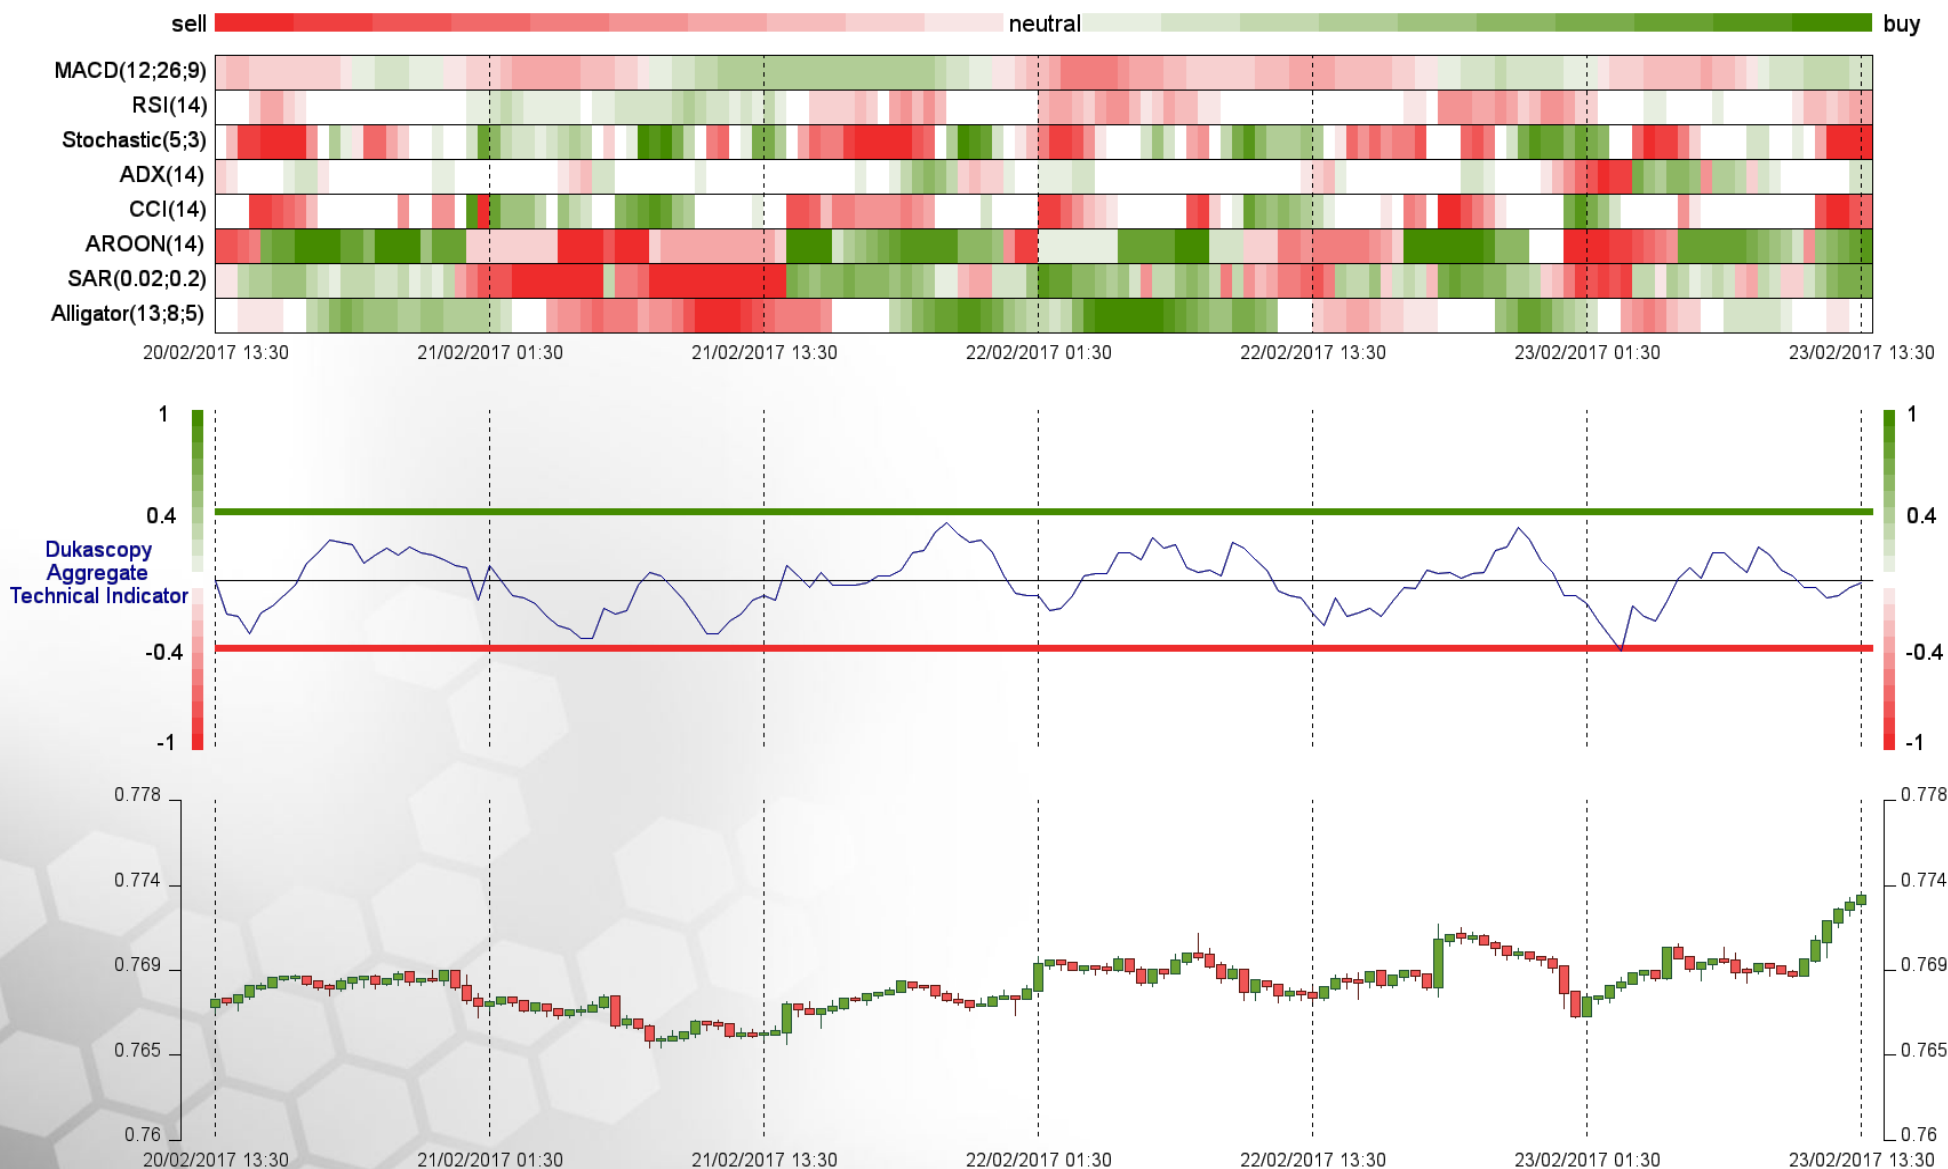 sell neutral buy
MACD(12;26;9)
RSI(14)
Stochastic(5;3)
ADX(14)
CCI(14)
AROON(14)
SAR(0.02;0.2)
Alligator(13;8;5)
20/02/2017 13:30 21/02/2017 01:30 21/02/2017 13:30 22/02/2017 01:30 22/02/2017 13:30 23/02/2017 01:30 23/02/2017 13:30
1 1
0.4 0.4
Dukascopy
Aggregate
Technical Indicator
-0.4 -0.4
-1 -1
0.778 0.778
0.774 0.774
0.769 0.769
0.765 0.765
0.76 0.76
20/02/2017 13:30 21/02/2017 01:30 21/02/2017 13:30 22/02/2017 01:30 22/02/2017 13:30 23/02/2017 01:30 23/02/2017 13:30